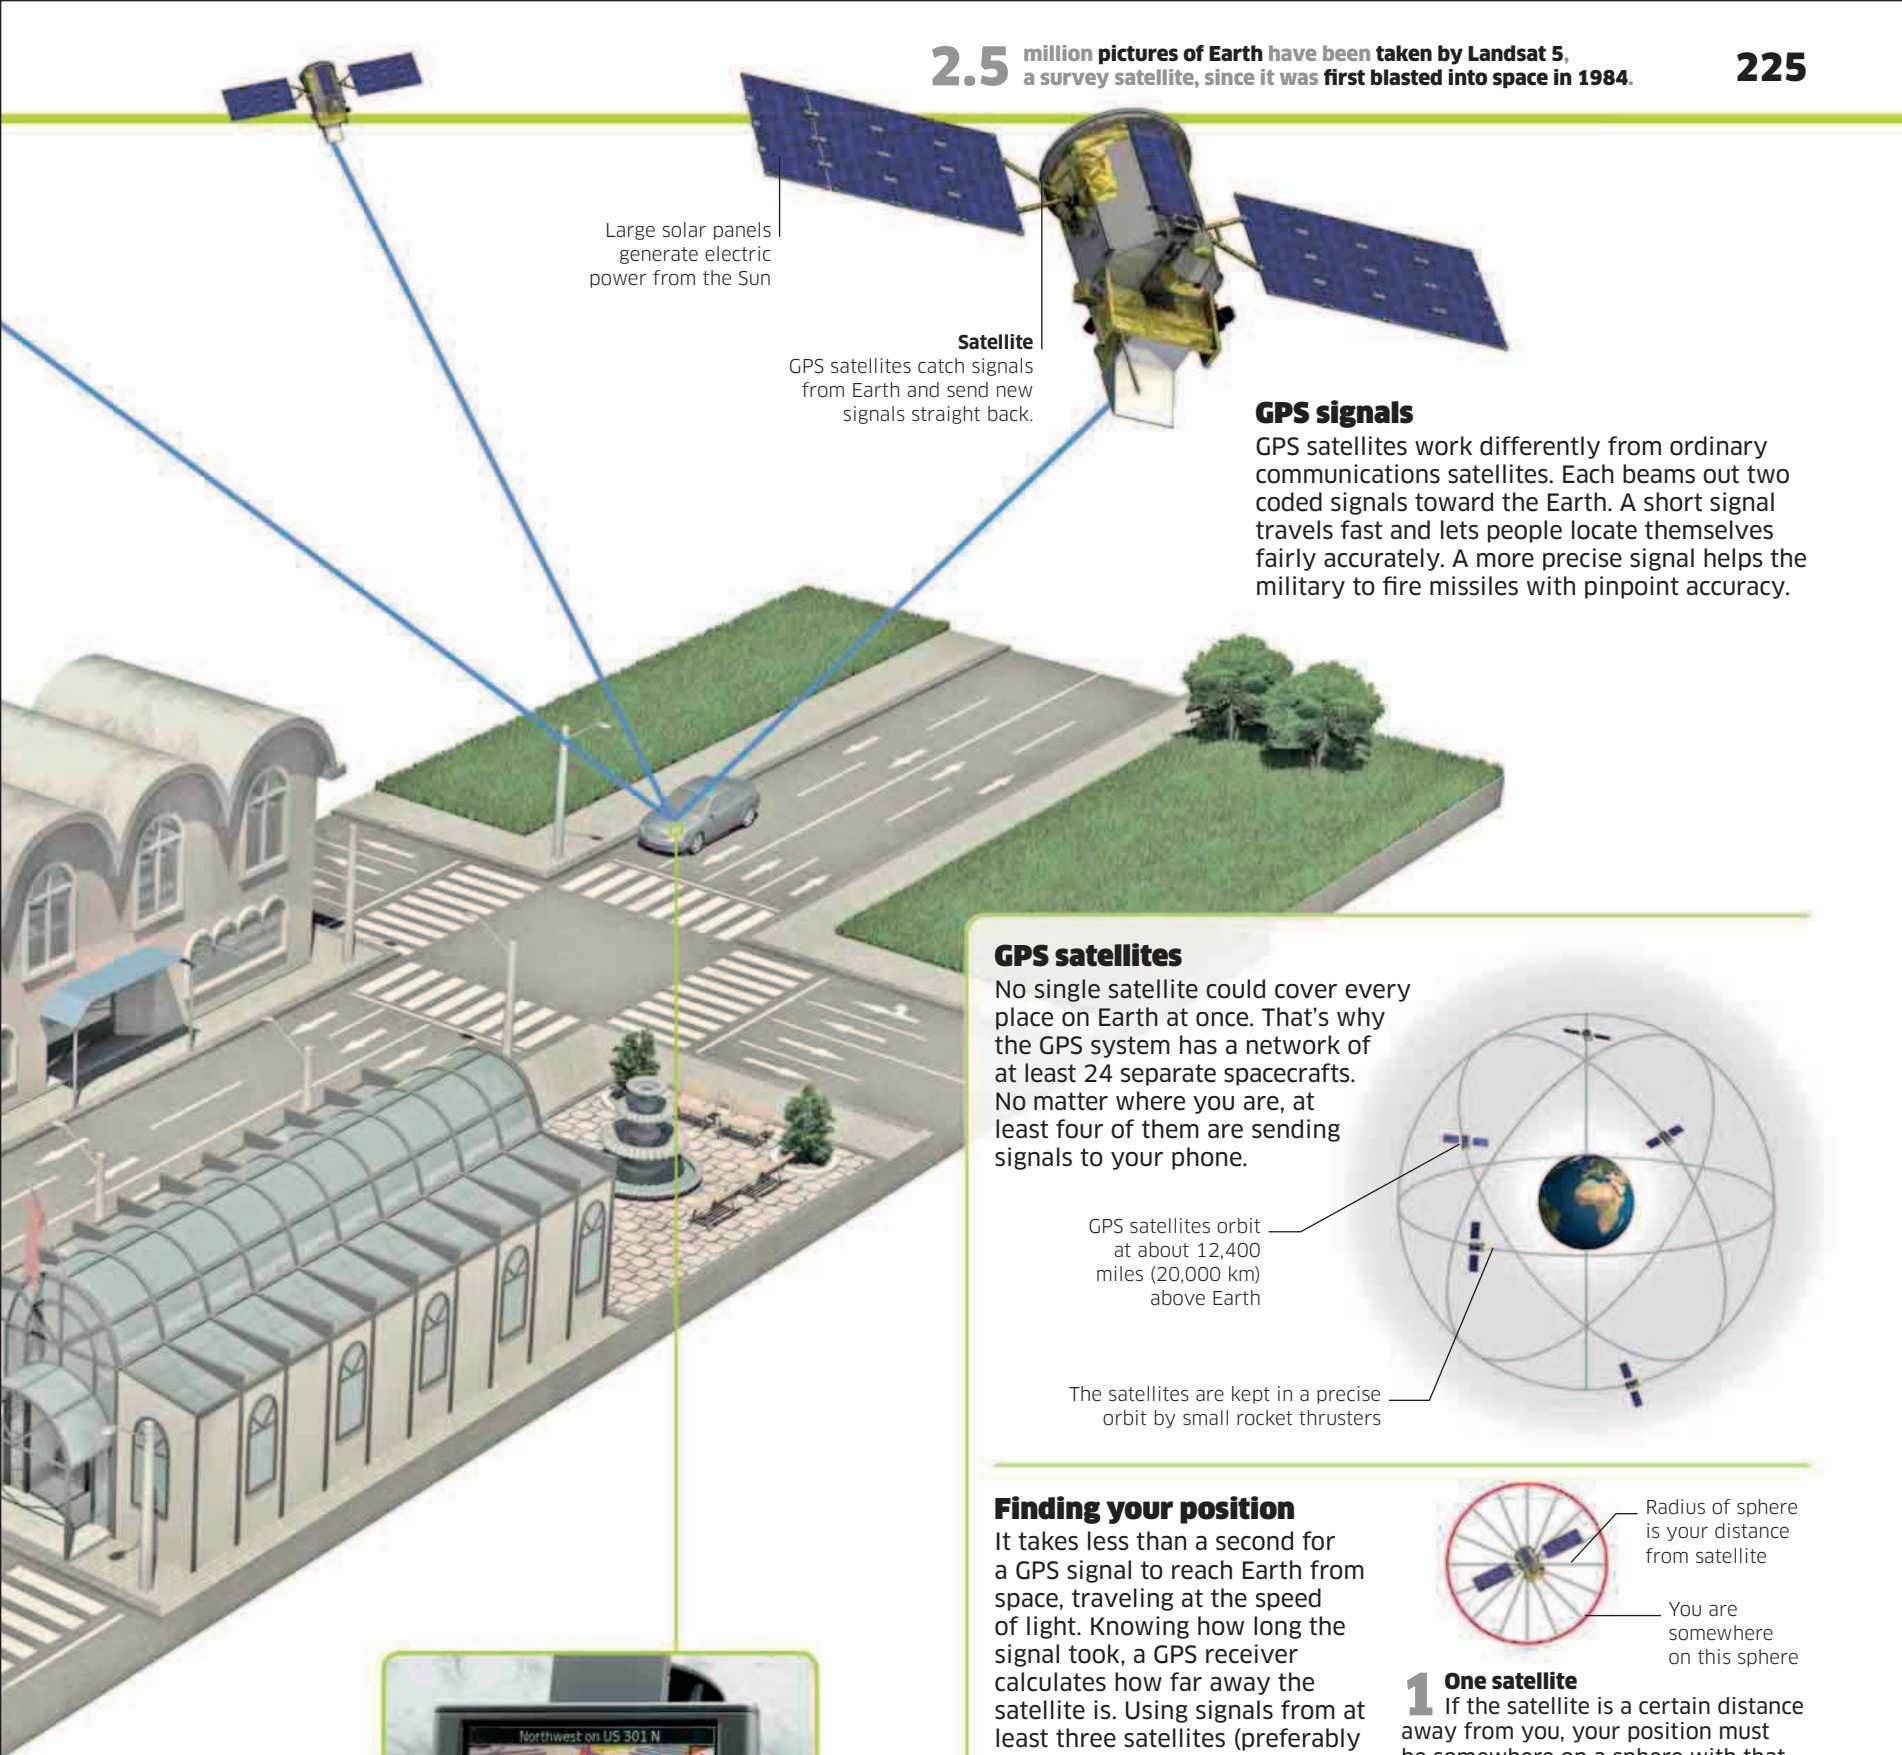 2.5 million pictures of Earth have been taken by Landsat 5,
a survey satellite, since it was first blasted into space in 1984.
225
Large solar panels
generate electric
power from the Sun
Satellite
GPS satellites catch signals
from Earth and send new
signals straight back.
GPS signals
GPS satellites work differently from ordinary
communications satellites. Each beams out two
coded signals toward the Earth. A short signal
travels fast and lets people locate themselves
fairly accurately. A more precise signal helps the
military to fire missiles with pinpoint accuracy.
GPS satellites
No single satellite could cover every
place on Earth at once. That's why
the GPS system has a network of
at least 24 separate spacecrafts.
No matter where you are, at
least four of them are sending
signals to your phone.
GPS satellites orbit
at about 12,400
miles (20,000 km)
above Earth
The satellites are kept in a precise
orbit by small rocket thrusters
Finding your position
It takes less than a second for
a GPS signal to reach Earth from
space, traveling at the speed
of light. Knowing how long the
signal took, a GPS receiver
calculates how far away the
satellite is. Using signals from at
least three satellites (preferably
Radius of sphere
is your distance
from satellite
You are
somewhere
on this sphere
1 One satellite
If the satellite is a certain distance
away from you, your position must
be somewhere on a sphere with that
Northwest on US 301 N